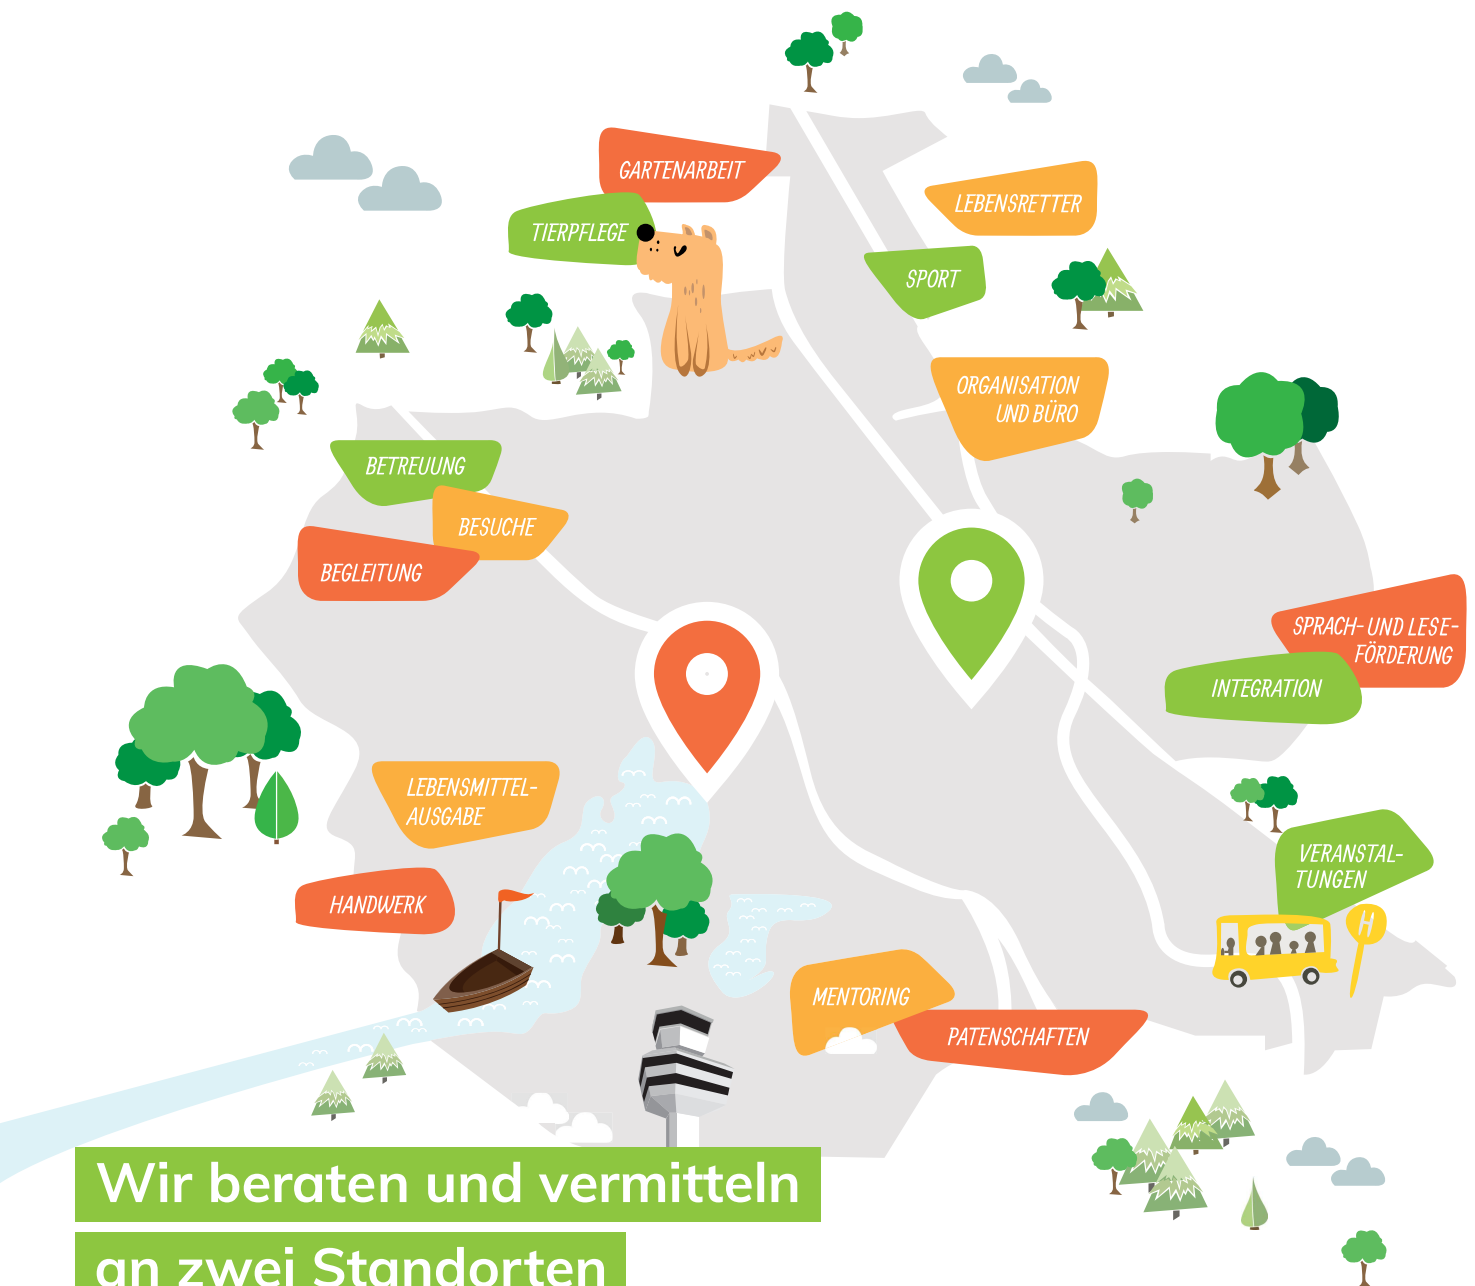 GARTENARBEIT
TIERPFLEGE
LEBENSRETTER
SPORT
ORGANISATION
UND BÜRO
BETREUUNG
BESUCHE
BEGLEITUNG
SPRACH- UND LESE-
FÖRDERUNG
INTEGRATION
LEBENSMITTEL-
AUSGABE
HANDWERK
VERANSTAL-
TUNGEN
H
MENTORING
PATENSCHAFTEN
Wir beraten und vermitteln
an zwei Standorten